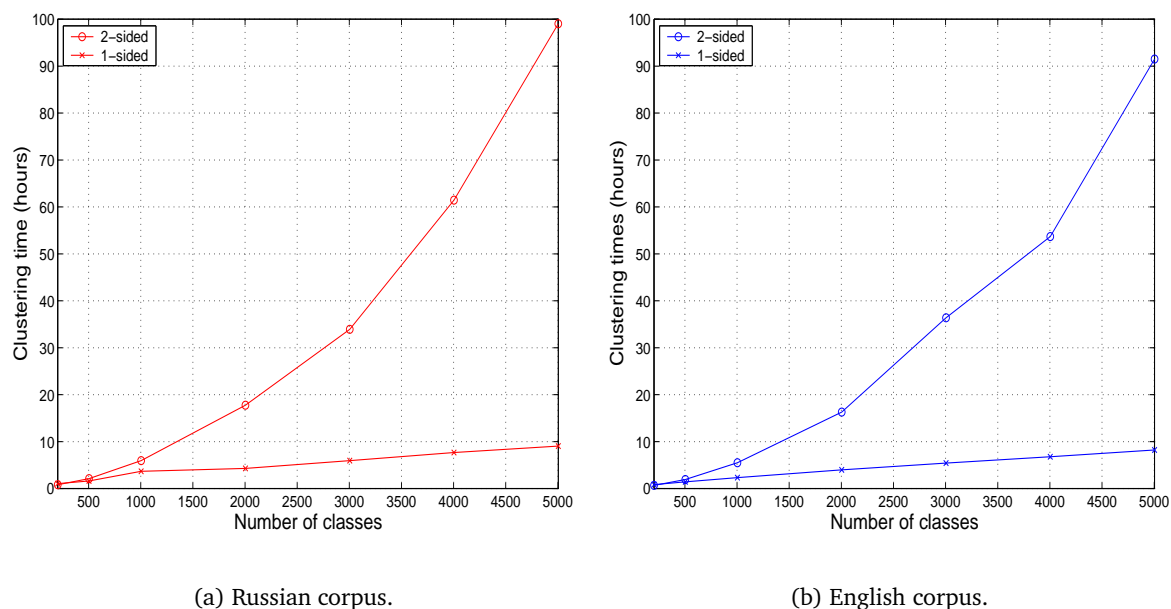 100
90
80
70
60
50
40
30
20
10
0
Clustering time (hours)
2−sided
1−sided
500 1000 1500 2000 2500 3000 3500 4000 4500 5000
Number of classes
(a) Russian corpus.
100
90
80
70
60
50
40
30
20
10
0
Clustering times (hours)
2−sided
1−sided
500 1000 1500 2000 2500 3000 3500 4000 4500 5000
Number of classes
(b) English corpus.